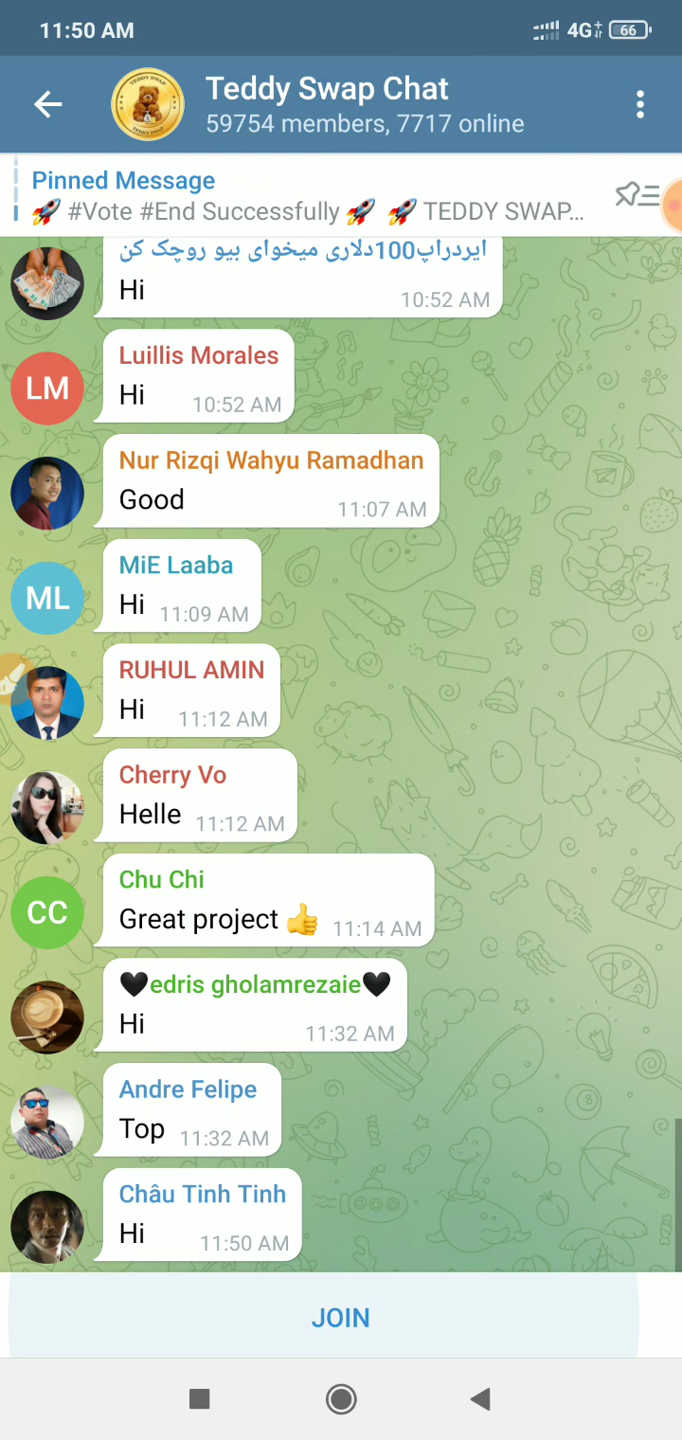 11:50 AM
4G+ 66
Teddy Swap Chat
59754 members, 7717 online
TEDDY SWAP
TEDDY SWAP
Pinned Message
🚀 #Vote #End Successfully 🚀 🚀 TEDDY SWAP...
ایردراپ100دلاری میخوای بیو روچک کن
Hi
10:52 AM
LM
Luillis Morales
Hi 10:52 AM
Nur Rizqi Wahyu Ramadhan
Good 11:07 AM
ML
MiE Laaba
Hi 11:09 AM
RUHUL AMIN
Hi 11:12 AM
Cherry Vo
Helle 11:12 AM
CC
Chu Chi
Great project 👍 11:14 AM
🖤edris gholamrezaie🖤
Hi 11:32 AM
Andre Felipe
Top 11:32 AM
Châu Tinh Tinh
Hi 11:50 AM
JOIN